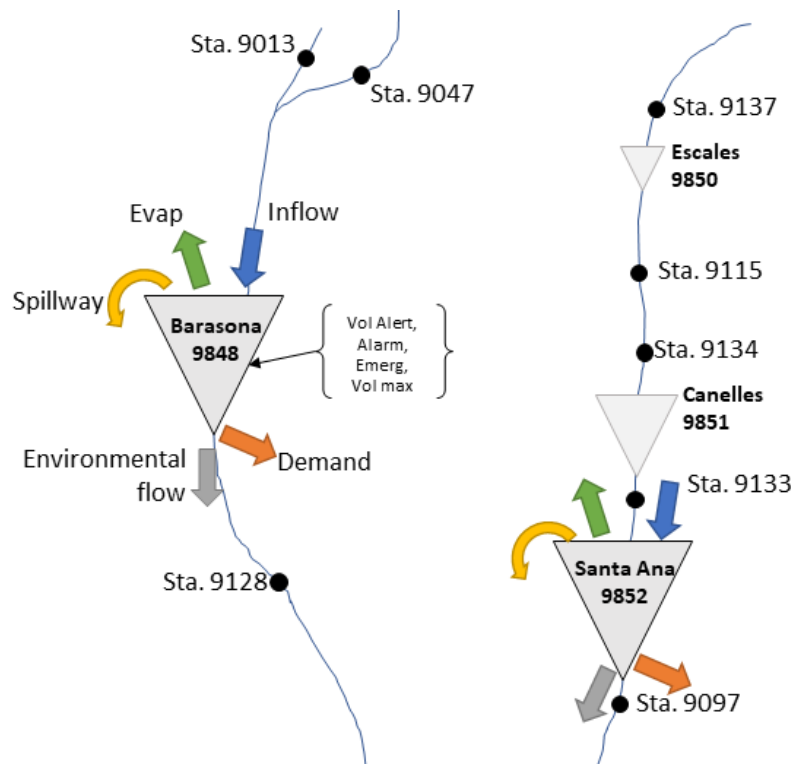 Sta. 9013
Sta. 9047
Evap
Inflow
Spillway
Barasona
9848
Vol Alert,
Alarm,
Emerg,
Vol max
Environmental
flow
Demand
Sta. 9128
Sta. 9137
Escales
9850
Sta. 9115
Sta. 9134
Canelles
9851
Sta. 9133
Santa Ana
9852
Sta. 9097